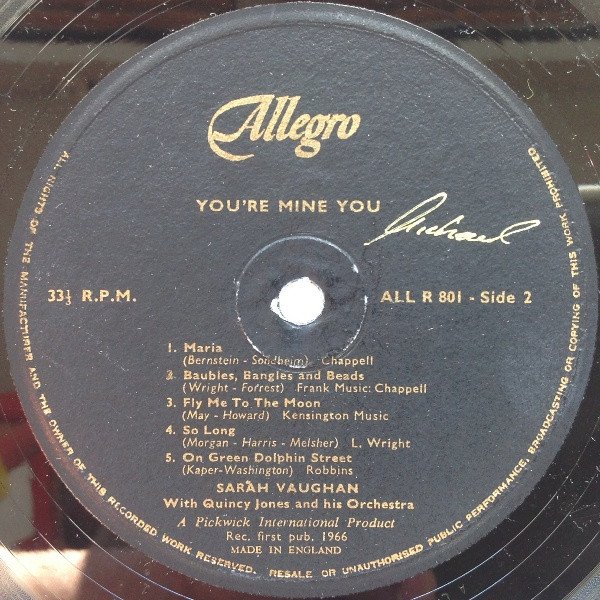 Allegro
YOU'RE MINE YOU
Michael
33⅓ R.P.M.
ALL R 801 - Side 2
1. Maria
(Bernstein - Sondheim) Chappell
2. Baubles, Bangles and Beads
(Wright - Forrest) Frank Music: Chappell
3. Fly Me To The Moon
(May - Howard) Kensington Music
4. So Long
(Morgan - Harris - Melsher) L. Wright
5. On Green Dolphin Street
(Kaper-Washington) Robbins
SARAH VAUGHAN
With Quincy Jones and his Orchestra
A Pickwick International Product
Rec. first pub. 1966
MADE IN ENGLAND
ALL RIGHTS OF THE MANUFACTURER AND THE OWNER OF THIS RECORDED WORK RESERVED. RESALE OR UNAUTHORISED PUBLIC PERFORMANCE, BROADCASTING OR COPYING OF THIS WORK PROHIBITED